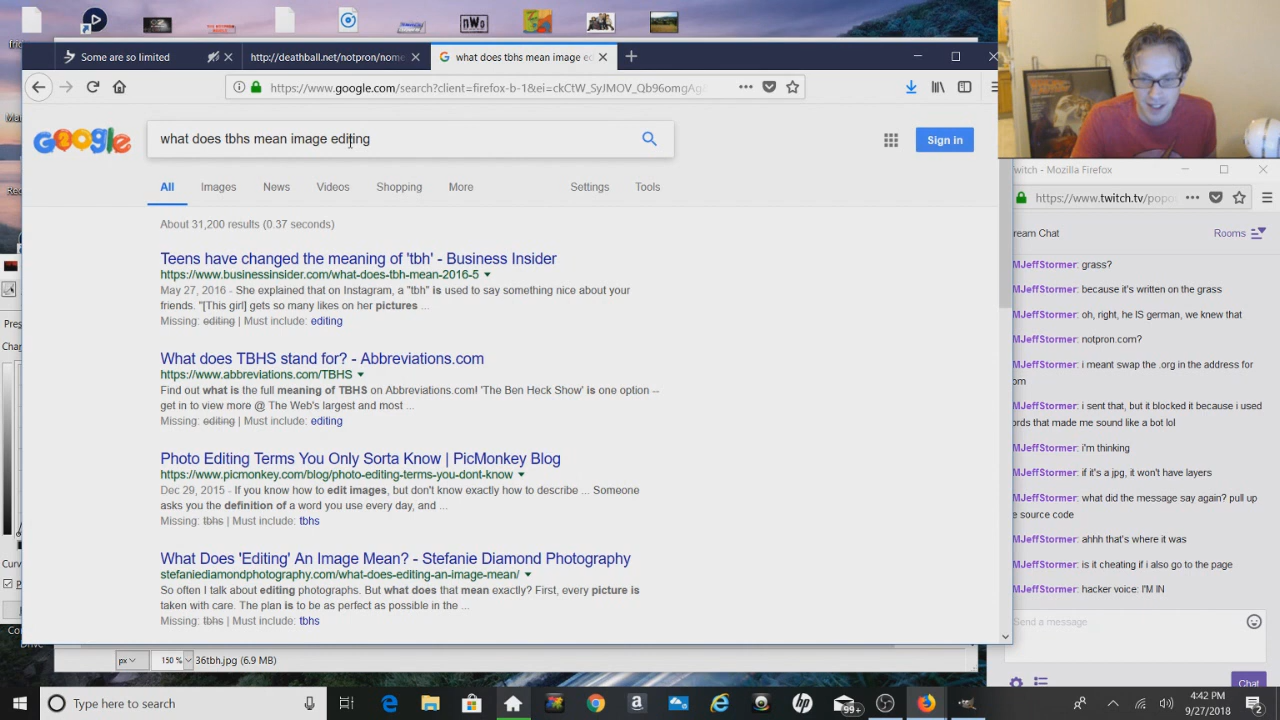 nWo
Some are so limited
http://dexthball.net/notpron/nome
what does tbhs mean image ed
https://www.google.com/search?client=firefox-b-1&ei=ckCtW_SyJMOV_Qb96omgAg
Google
what does tbhs mean image editing
Sign in
All
Images
News
Videos
Shopping
More
Settings
Tools
About 31,200 results (0.37 seconds)
Teens have changed the meaning of 'tbh' - Business Insider
https://www.businessinsider.com/what-does-tbh-mean-2016-5
May 27, 2016 - She explained that on Instagram, a "tbh" is used to say something nice about your
friends. "[This girl] gets so many likes on her pictures ...
Missing: editing | Must include: editing
What does TBHS stand for? - Abbreviations.com
https://www.abbreviations.com/TBHS
Find out what is the full meaning of TBHS on Abbreviations.com! 'The Ben Heck Show' is one option --
get in to view more @ The Web's largest and most ...
Missing: editing | Must include: editing
Photo Editing Terms You Only Sorta Know | PicMonkey Blog
https://www.picmonkey.com/blog/photo-editing-terms-you-dont-know
Dec 29, 2015 - If you know how to edit images, but don't know exactly how to describe ... Someone
asks you the definition of a word you use every day, and ...
Missing: tbhs | Must include: tbhs
What Does 'Editing' An Image Mean? - Stefanie Diamond Photography
stefaniediamondphotography.com/what-does-editing-an-image-mean/
So often I talk about editing photographs. But what does that mean exactly? First, every picture is
taken with care. The plan is to be as perfect as possible in the ...
Missing: tbhs | Must include: tbhs
px
150 %
36tbh.jpg (6.9 MB)
witch - Mozilla Firefox
https://www.twitch.tv/popo
ream Chat
Rooms
MJeffStormer: grass?
MJeffStormer: because it's written on the grass
MJeffStormer: oh, right, he IS german, we knew that
MJeffStormer: notpron.com?
MJeffStormer: i meant swap the .org in the address for
om
MJeffStormer: i sent that, but it blocked it because i used
ords that made me sound like a bot lol
MJeffStormer: i'm thinking
MJeffStormer: if it's a jpg, it won't have layers
MJeffStormer: what did the message say again? pull up
e source code
MJeffStormer: ahhh that's where it was
MJeffStormer: is it cheating if i also go to the page
MJeffStormer: hacker voice: I'M IN
Send a message
Chat
Type here to search
99+
4:42 PM
9/27/2018
2